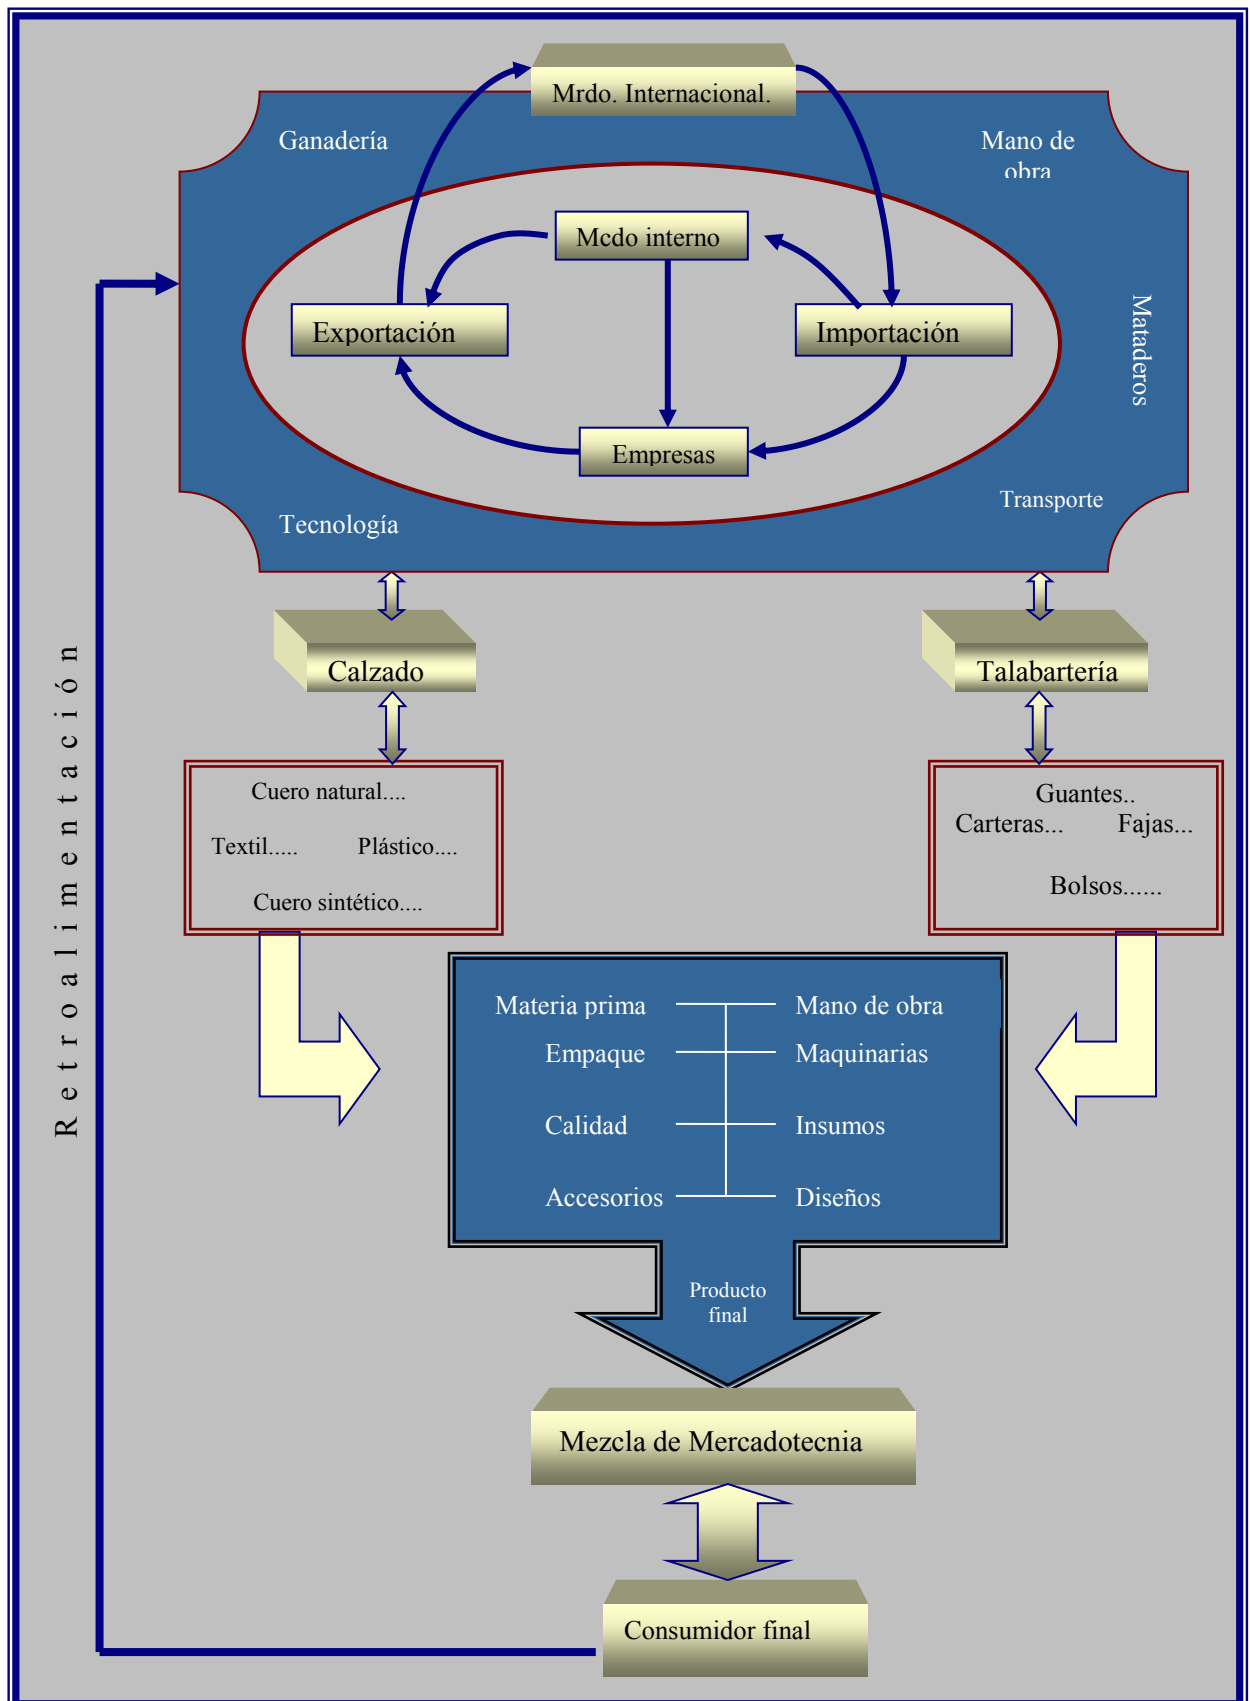 Mrdo. Internacional.
Ganadería
Mano de
obra
Mcdo interno
Exportación
Importación
Mataderos
Empresas
Transporte
Tecnología
Calzado
Talabartería
Retroalimentación
Cuero natural....
Textil..... Plástico....
Cuero sintético....
Guantes..
Carteras... Fajas...
Bolsos......
Materia prima Mano de obra
Empaque Maquinarias
Calidad Insumos
Accesorios Diseños
Producto
final
Mezcla de Mercadotecnia
Consumidor final